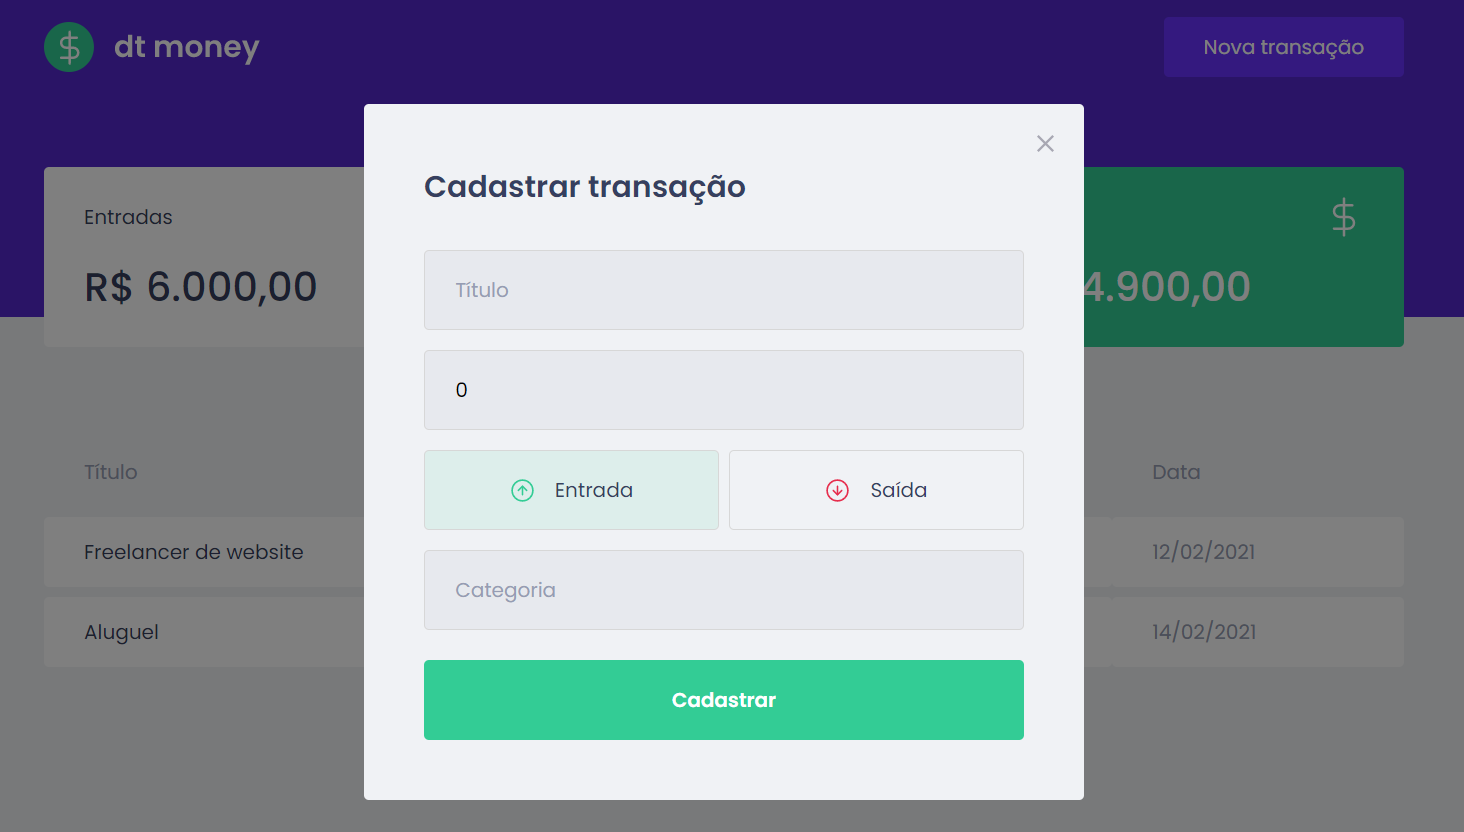 dt money
Nova transação
Cadastrar transação
Entradas
R$ 6.000,00
4.900,00
Título
0
Entrada
Saída
Categoria
Cadastrar
Título
Data
Freelancer de website
12/02/2021
Aluguel
14/02/2021